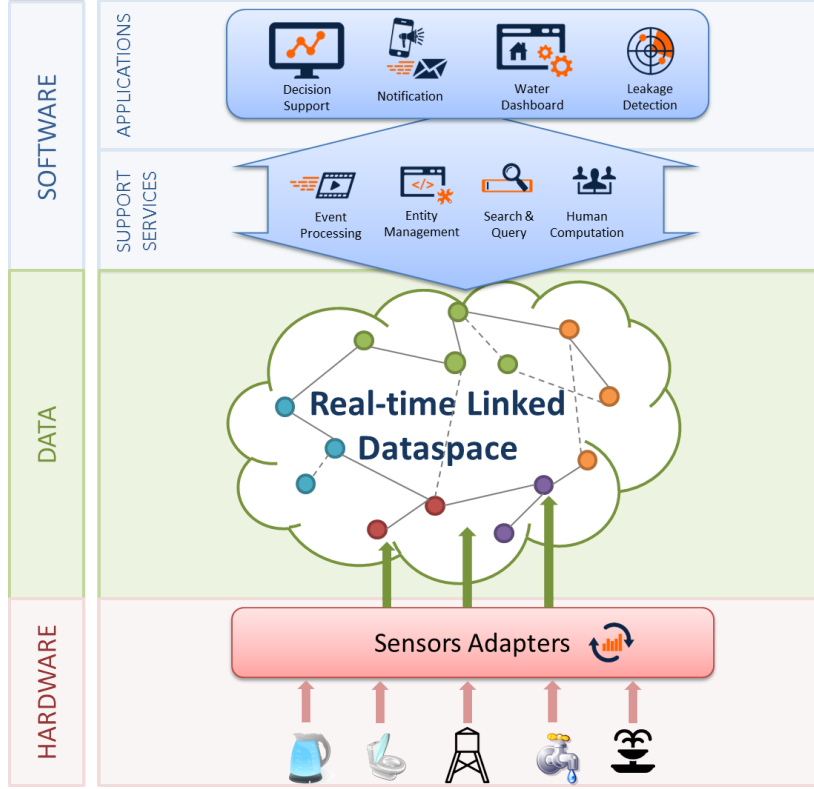 SOFTWARE
APPLICATIONS
Decision
Support
Notification
Water
Dashboard
Leakage
Detection
SUPPORT
SERVICES
</>
Event
Processing
Entity
Management
Search &
Query
Human
Computation
DATA
Real-time Linked
Dataspace
HARDWARE
Sensors Adapters